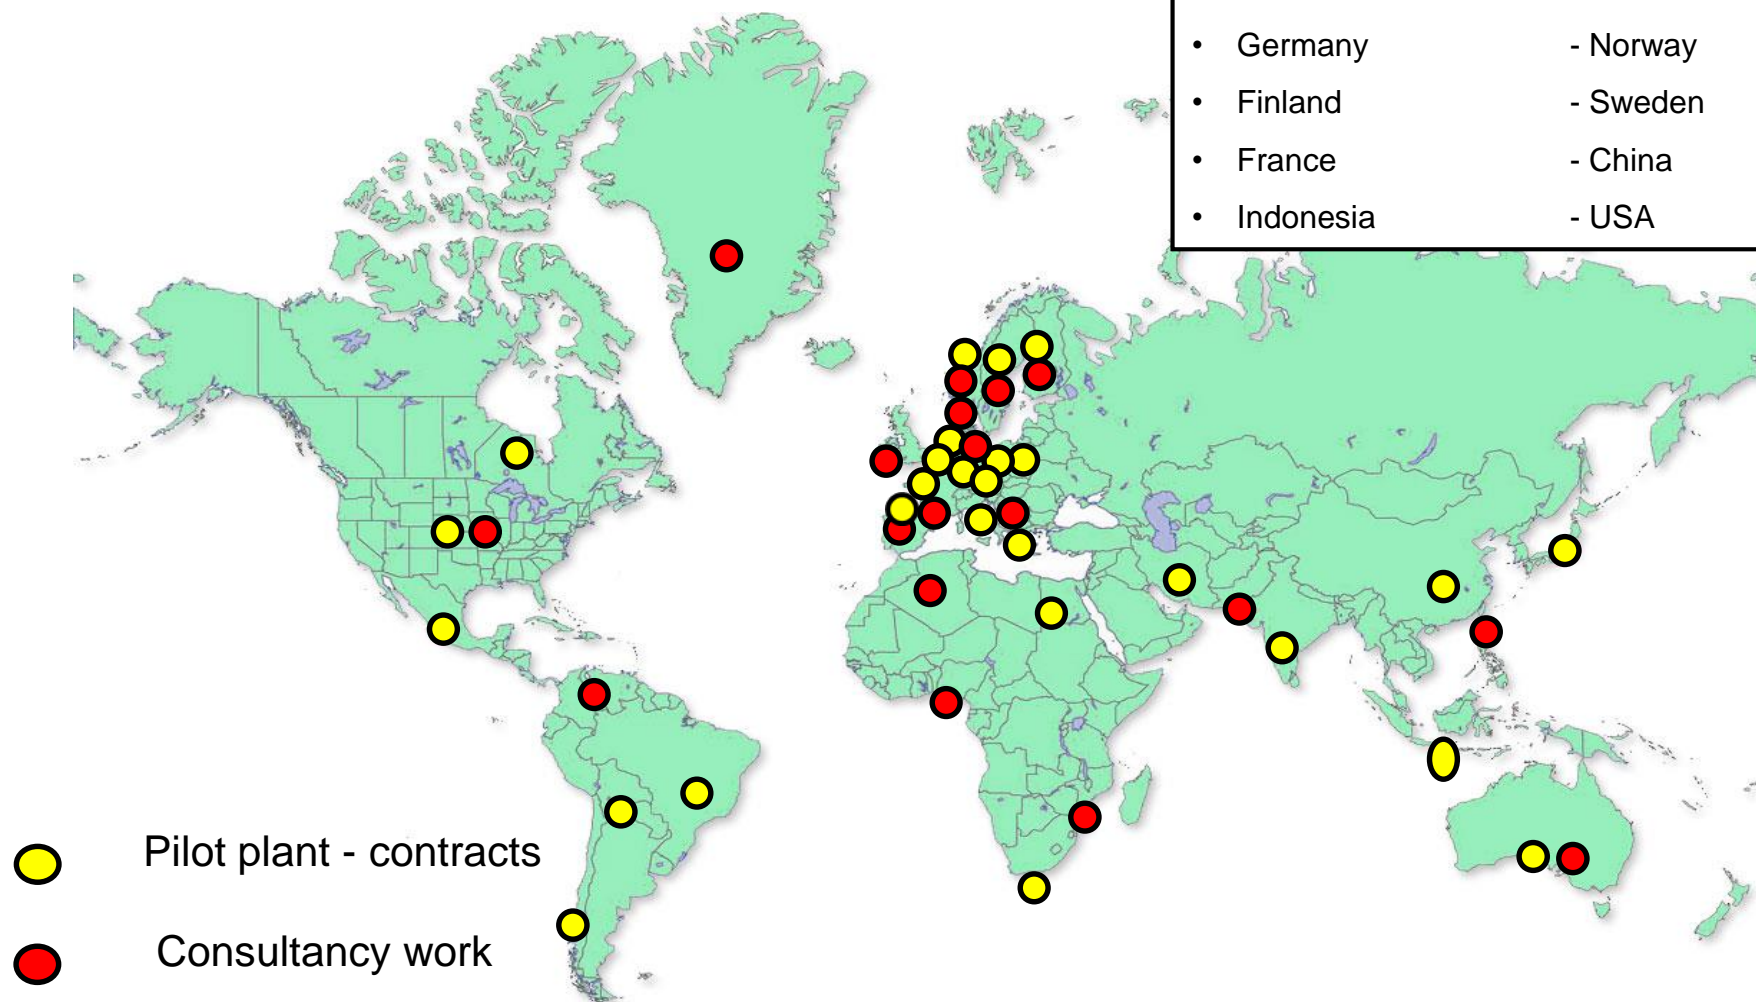 • Germany - Norway
• Finland - Sweden
• France - China
• Indonesia - USA
Pilot plant - contracts
Consultancy work